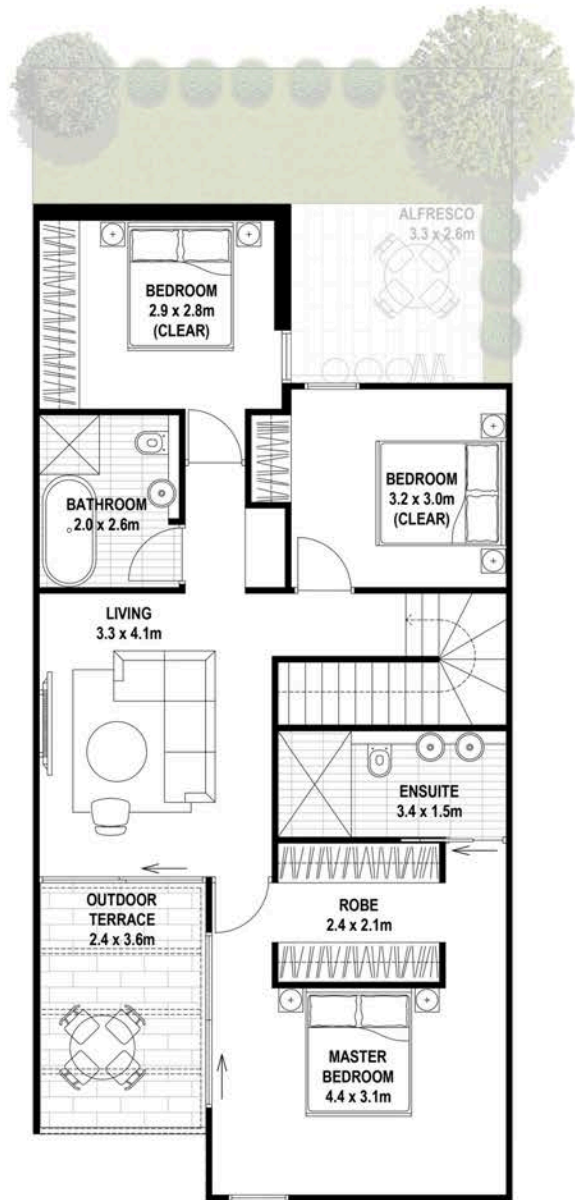 ALFRESCO
3.3 x 2.6m
BEDROOM
2.9 x 2.8m
(CLEAR)
BEDROOM
3.2 x 3.0m
(CLEAR)
BATHROOM
2.0 x 2.6m
LIVING
3.3 x 4.1m
ENSUITE
3.4 x 1.5m
ROBE
2.4 x 2.1m
OUTDOOR
TERRACE
2.4 x 3.6m
MASTER
BEDROOM
4.4 x 3.1m